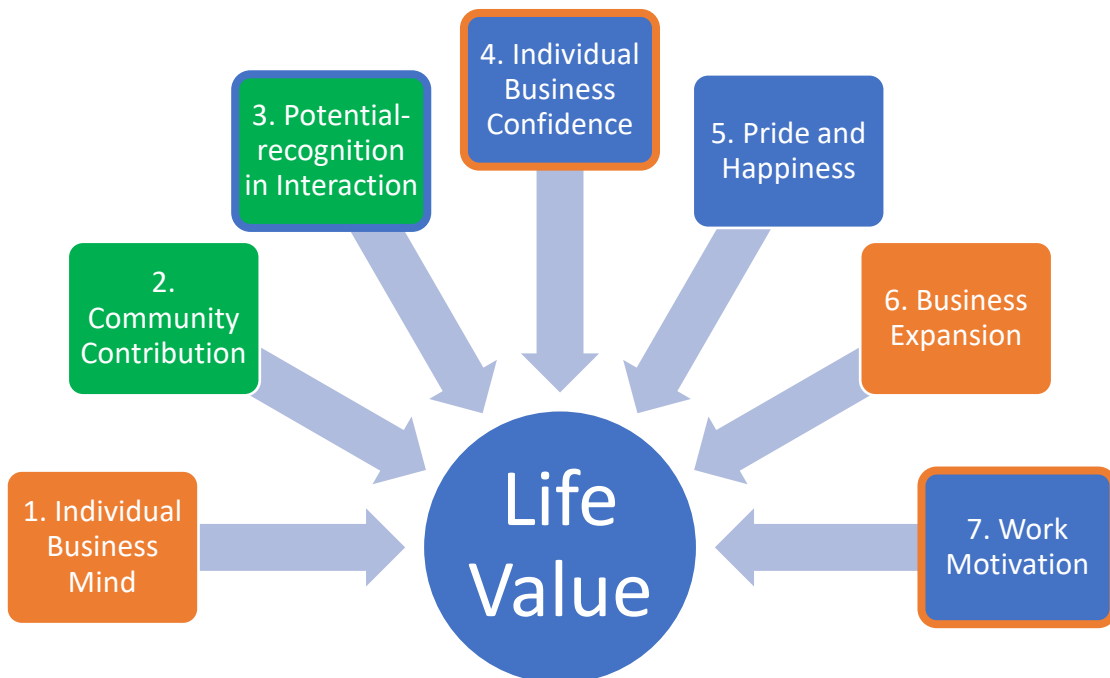 1. Individual
Business
Mind
2.
Community
Contribution
3. Potential-
recognition
in Interaction
4. Individual
Business
Confidence
5. Pride and
Happiness
6. Business
Expansion
7. Work
Motivation
Life
Value